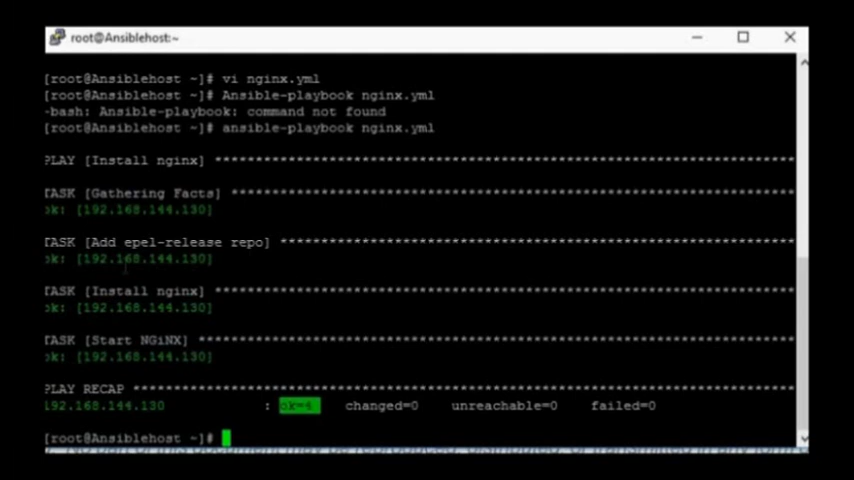 root@Ansiblehost:~
[root@Ansiblehost ~]# vi nginx.yml
[root@Ansiblehost ~]# Ansible-playbook nginx.yml
-bash: Ansible-playbook: command not found
[root@Ansiblehost ~]# ansible-playbook nginx.yml
PLAY [Install nginx] **********************************************************************
TASK [Gathering Facts] ********************************************************************
ok: [192.168.144.130]
TASK [Add epel-release repo] **************************************************************
ok: [192.168.144.130]
TASK [Install nginx] **********************************************************************
ok: [192.168.144.130]
TASK [Start NGiNX] ************************************************************************
ok: [192.168.144.130]
PLAY RECAP ********************************************************************************
192.168.144.130 : ok=4 changed=0 unreachable=0 failed=0
[root@Ansiblehost ~]#